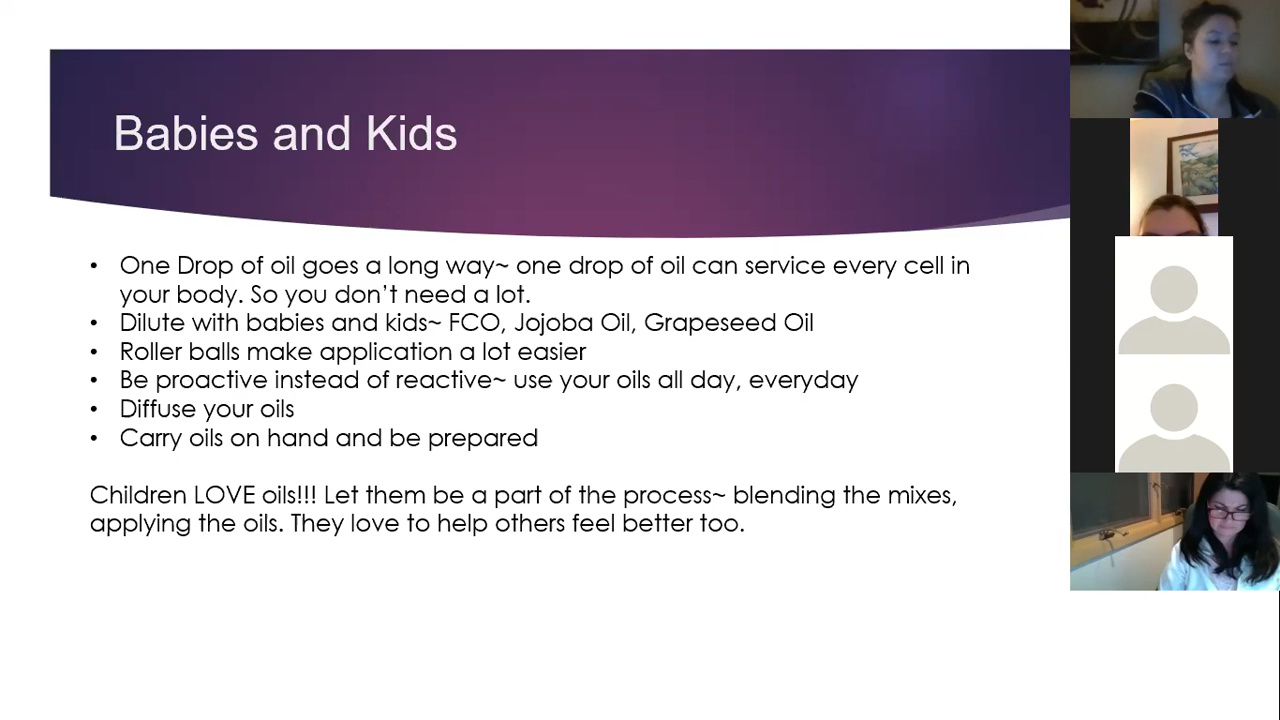 Babies and Kids
• One Drop of oil goes a long way~ one drop of oil can service every cell in
your body. So you don’t need a lot.
• Dilute with babies and kids~ FCO, Jojoba Oil, Grapeseed Oil
• Roller balls make application a lot easier
• Be proactive instead of reactive~ use your oils all day, everyday
• Diffuse your oils
• Carry oils on hand and be prepared
Children LOVE oils!!! Let them be a part of the process~ blending the mixes,
applying the oils. They love to help others feel better too.